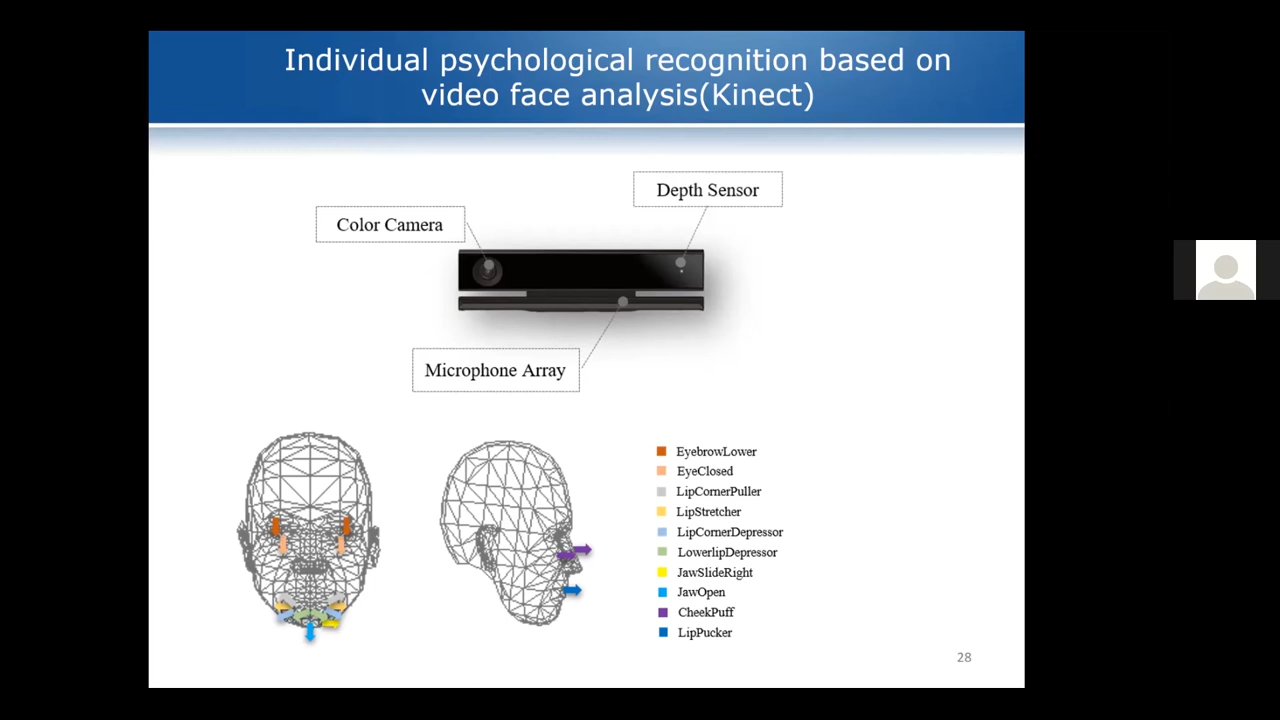 Individual psychological recognition based on
video face analysis(Kinect)
Depth Sensor
Color Camera
Microphone Array
EyebrowLower
EyeClosed
LipCornerPuller
LipStretcher
LipCornerDepressor
LowerlipDepressor
JawSlideRight
JawOpen
CheekPuff
LipPucker
28